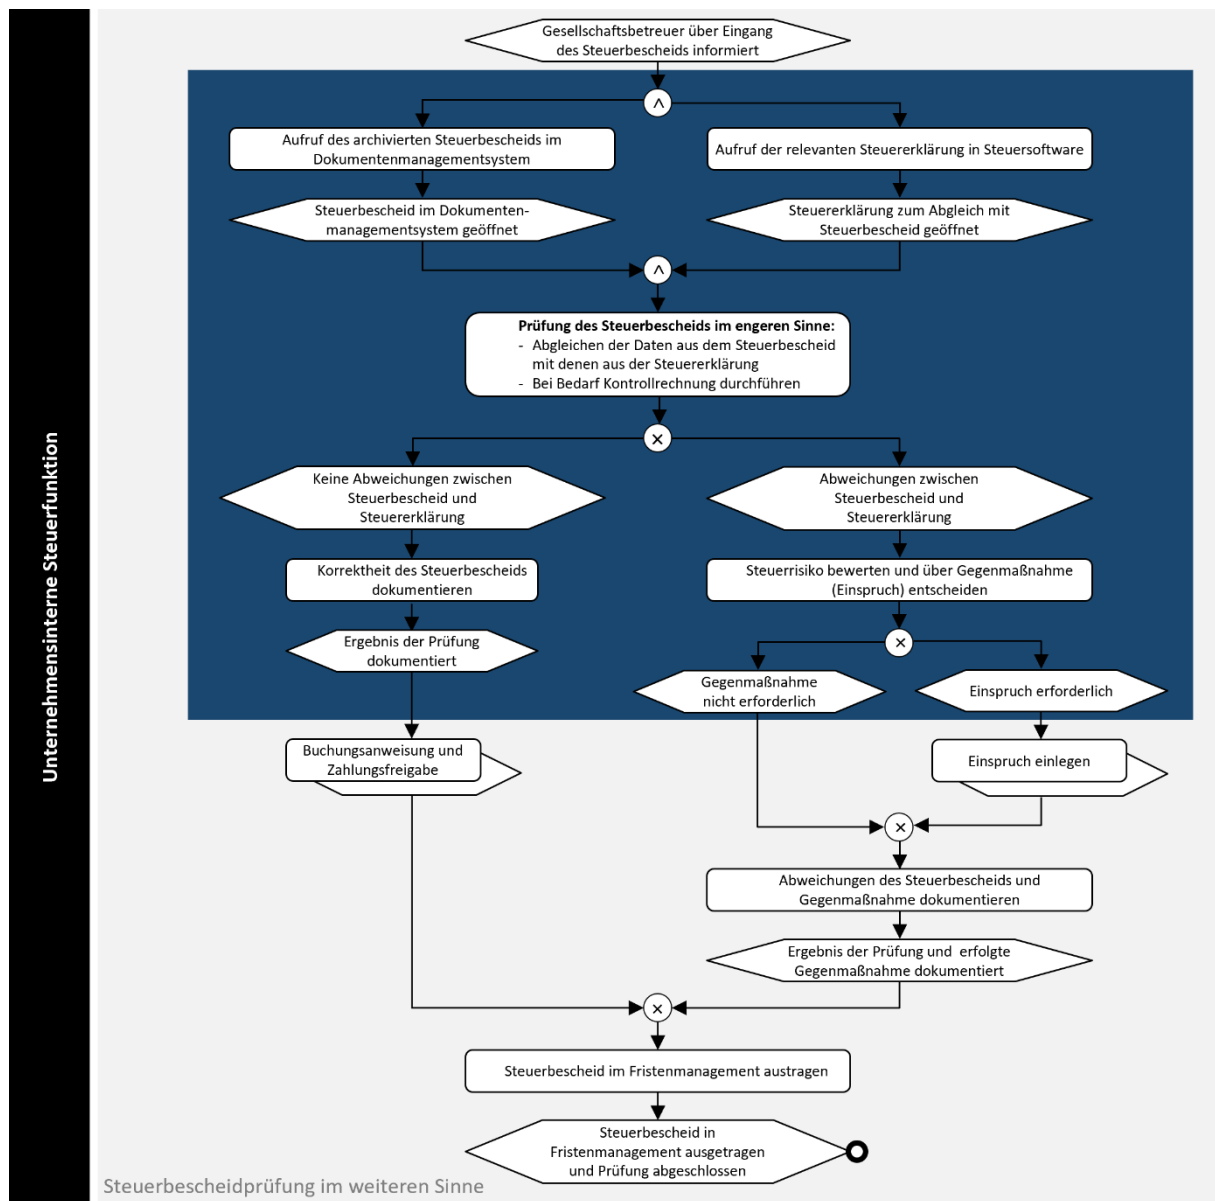 Unternehmensinterne Steuerfunktion
Gesellschaftsbetreuer über Eingang
des Steuerbescheids informiert
^
Aufruf des archivierten Steuerbescheids im
Dokumentenmanagementsystem
Aufruf der relevanten Steuererklärung in Steuersoftware
Steuerbescheid im Dokumenten-
managementsystem geöffnet
Steuererklärung zum Abgleich mit
Steuerbescheid geöffnet
^
Prüfung des Steuerbescheids im engeren Sinne:
- Abgleichen der Daten aus dem Steuerbescheid
mit denen aus der Steuererklärung
- Bei Bedarf Kontrollrechnung durchführen
×
Keine Abweichungen zwischen
Steuerbescheid und
Steuererklärung
Abweichungen zwischen
Steuerbescheid und
Steuererklärung
Korrektheit des Steuerbescheids
dokumentieren
Steuerrisiko bewerten und über Gegenmaßnahme
(Einspruch) entscheiden
Ergebnis der Prüfung
dokumentiert
×
Gegenmaßnahme
nicht erforderlich
Einspruch erforderlich
Buchungsanweisung und
Zahlungsfreigabe
Einspruch einlegen
×
Abweichungen des Steuerbescheids und
Gegenmaßnahme dokumentieren
Ergebnis der Prüfung und erfolgte
Gegenmaßnahme dokumentiert
×
Steuerbescheid im Fristenmanagement austragen
Steuerbescheid in
Fristenmanagement ausgetragen
und Prüfung abgeschlossen
Steuerbescheidprüfung im weiteren Sinne